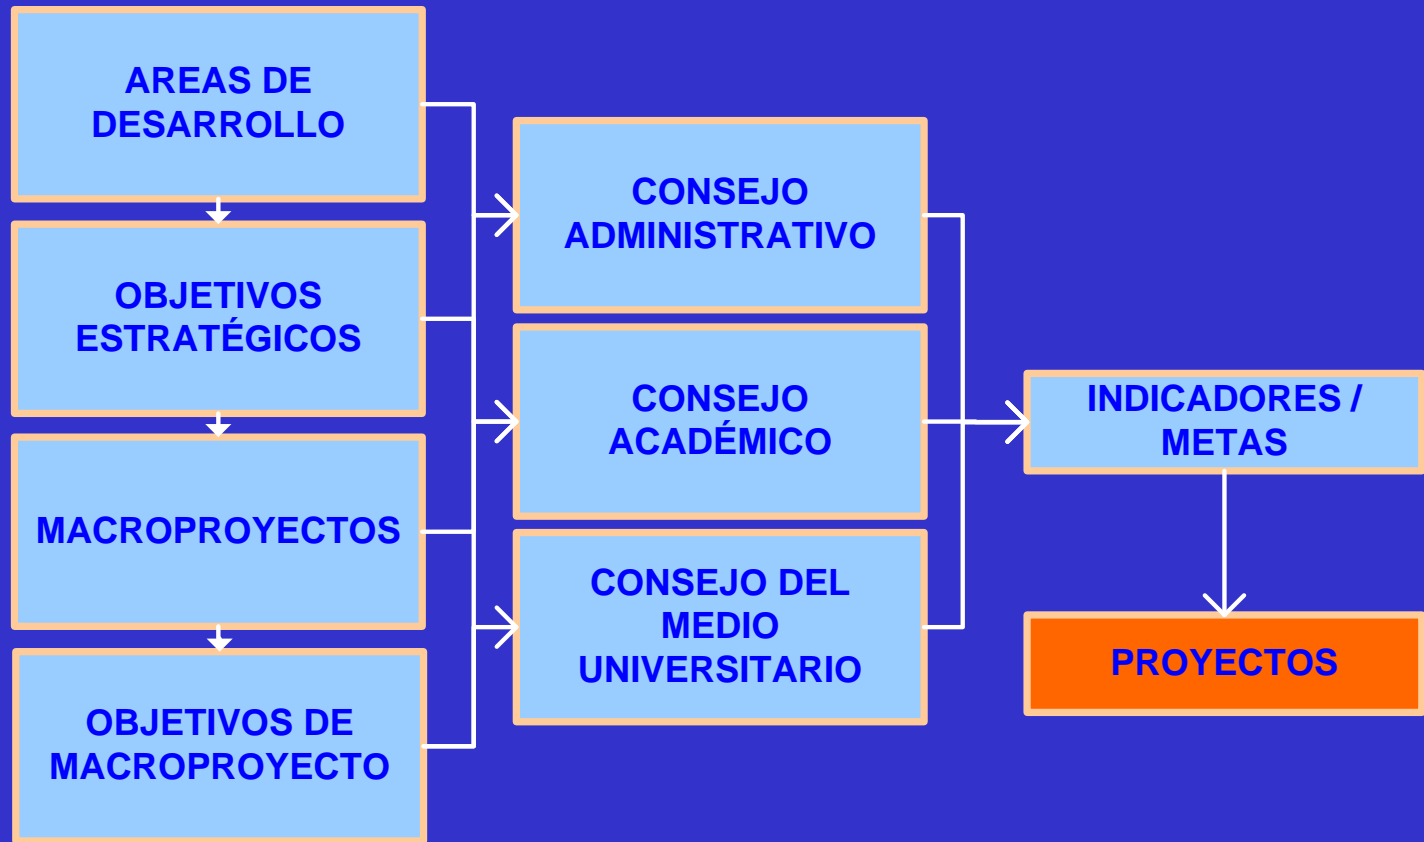 AREAS DE
DESARROLLO
OBJETIVOS
ESTRATÉGICOS
MACROPROYECTOS
OBJETIVOS DE
MACROPROYECTO
CONSEJO
ADMINISTRATIVO
CONSEJO
ACADÉMICO
CONSEJO DEL
MEDIO
UNIVERSITARIO
INDICADORES /
METAS
PROYECTOS